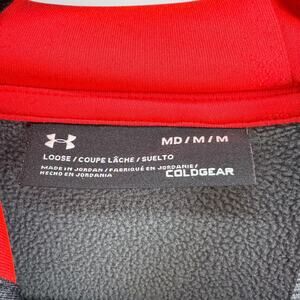 MD / M / M
LOOSE / COUPE LÂCHE / SUELTO
MADE IN JORDAN / FABRIQUÉ EN JORDANIE /
HECHO EN JORDANIA
COLDGEAR